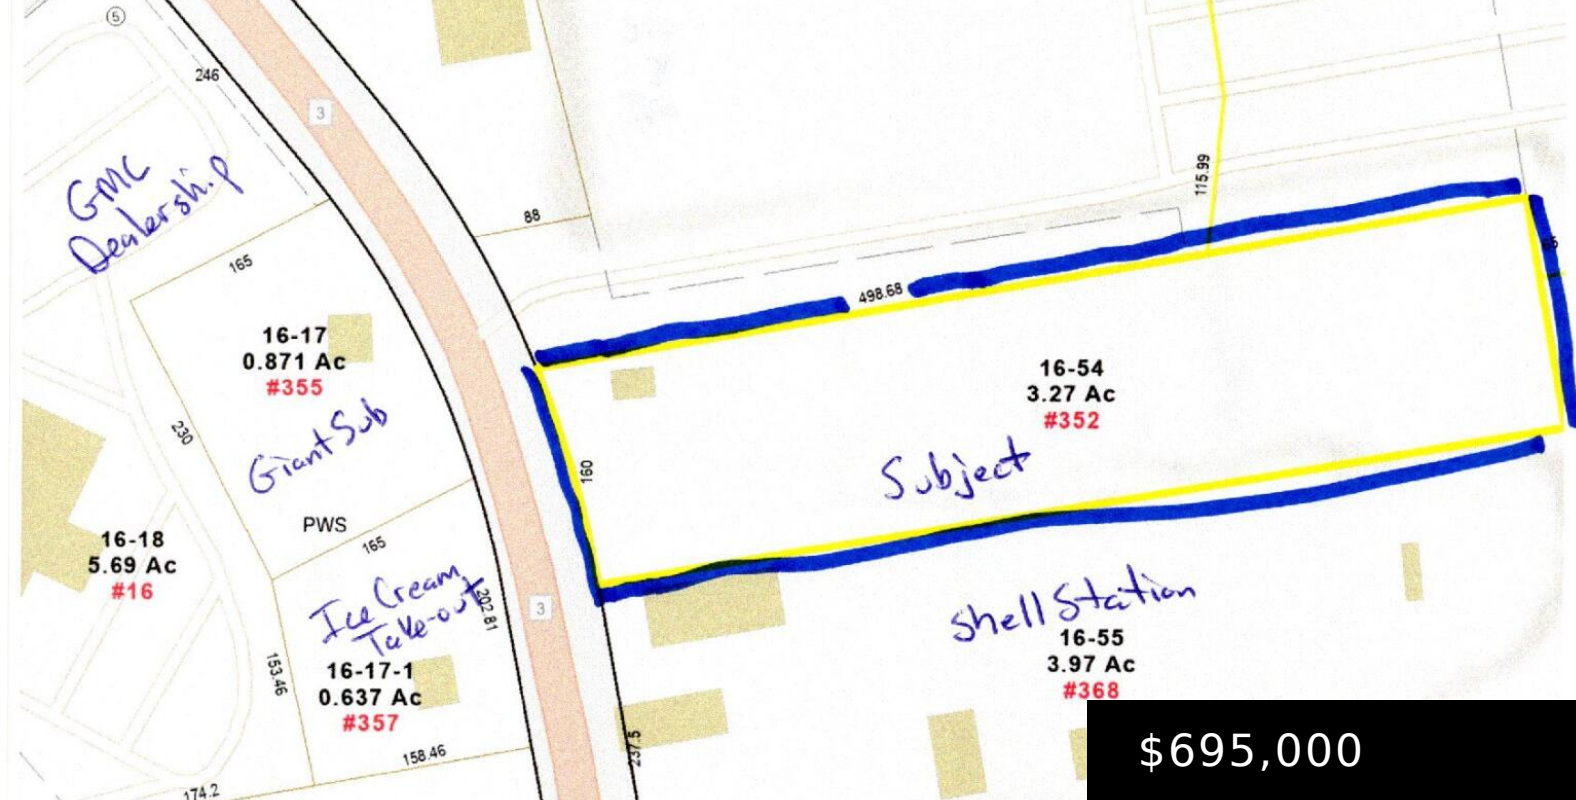 5
246
3
GMC
Dealership
88
115.99
165
498.68
65
16-17
0.871 Ac
#355
16-54
3.27 Ac
#352
230
Giant Sub
160
Subject
PWS
16-18
5.69 Ac
#16
165
Ice Cream
Take-out
202.81
3
Shell Station
16-55
3.97 Ac
#368
153.46
16-17-1
0.637 Ac
#357
237.5
158.46
174.2
$695,000